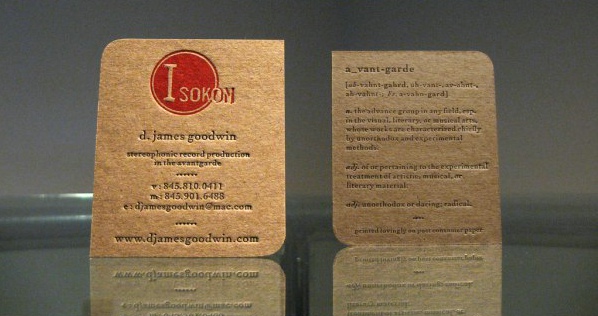 ISOKON
d. james goodwin
stereophonic record production
in the avantgarde
v: 845.810.0411
m: 845.901.6488
e: djamesgoodwin@mac.com
www.djamesgoodwin.com
a_vant-garde
n. the advance group in any field, esp.
in the visual, literary, or musical arts,
whose works are characterized chiefly
by unorthodox and experimental
methods.
adj. of or pertaining to the experimental
treatment of artistic, musical, or
literary material.
adj. unorthodox or daring; radical.
printed lovingly on post consumer paper